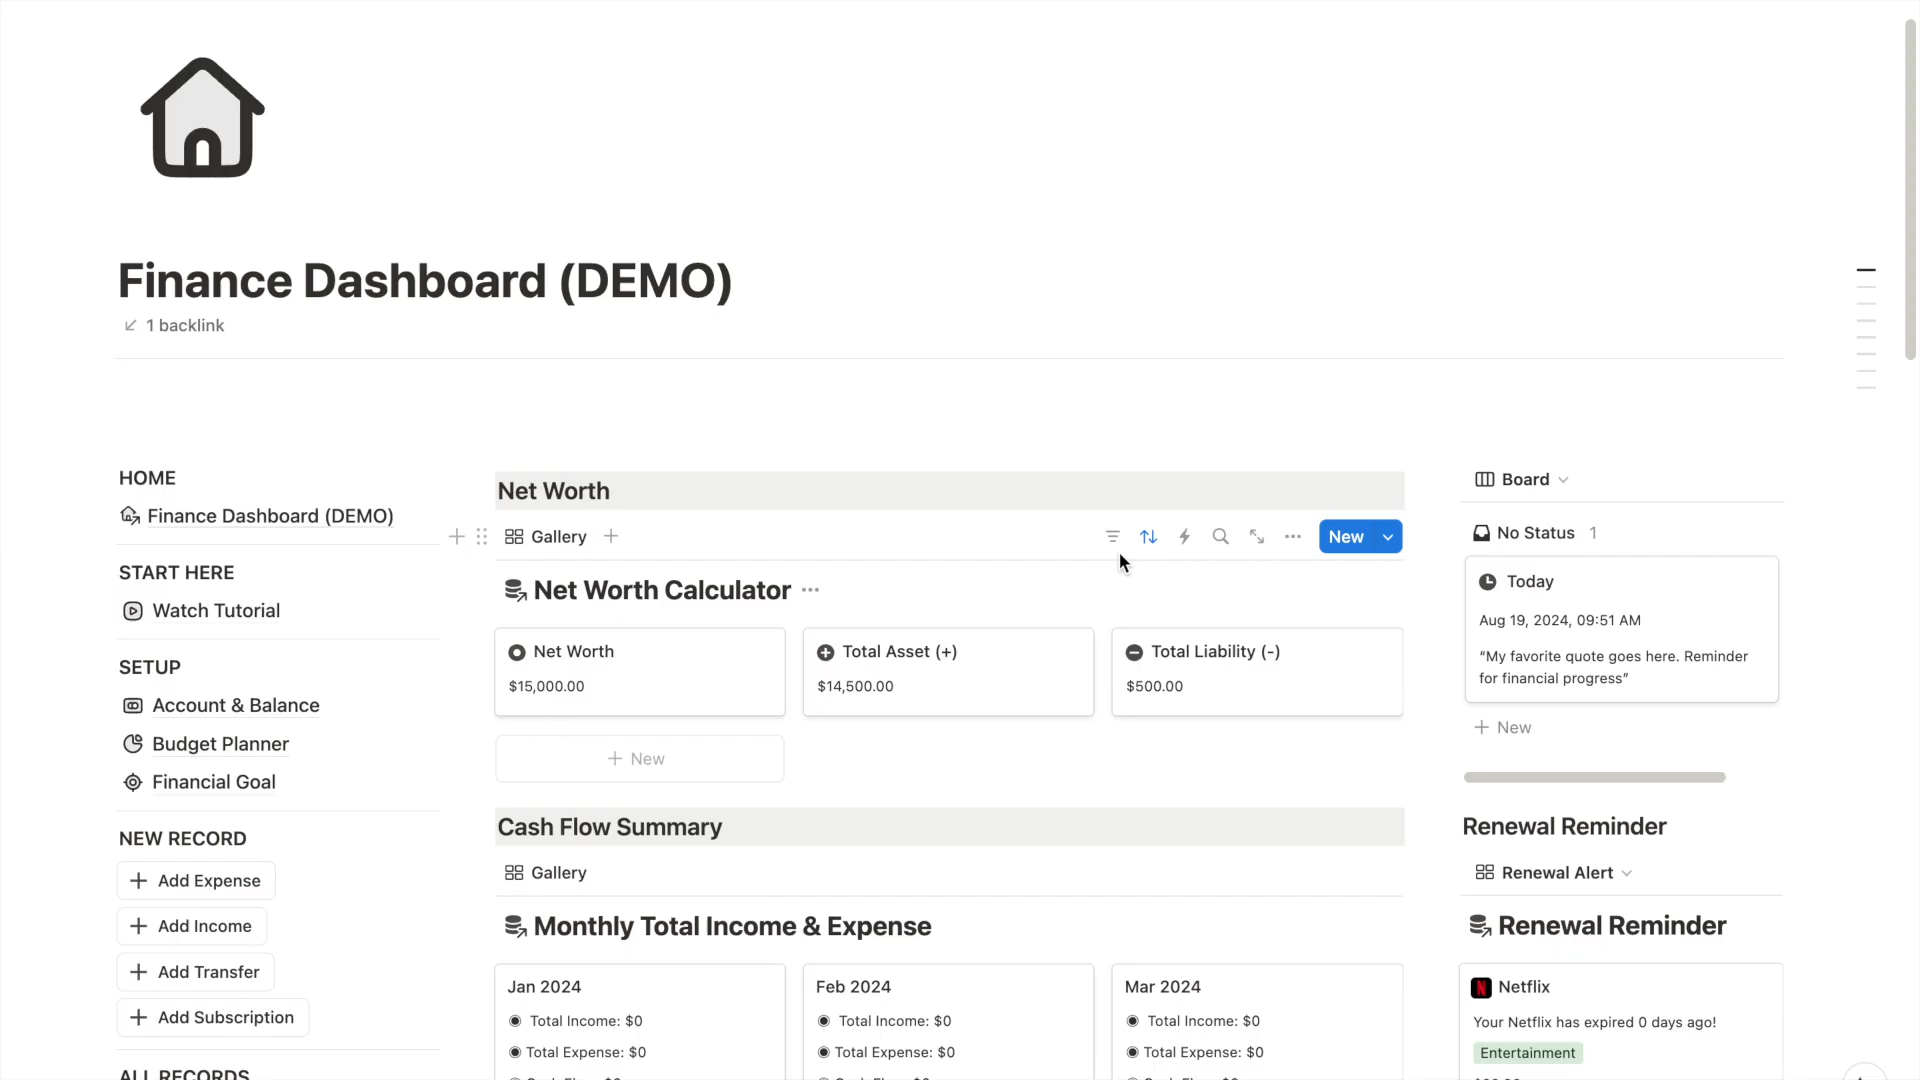 Finance Dashboard (DEMO)
1 backlink
HOME
Finance Dashboard (DEMO)
START HERE
Watch Tutorial
SETUP
Account & Balance
Budget Planner
Financial Goal
NEW RECORD
Add Expense
Add Income
Add Transfer
Add Subscription
ALL RECORDS
Net Worth
Gallery
New
Net Worth Calculator
Net Worth
$15,000.00
Total Asset (+)
$14,500.00
Total Liability (-)
$500.00
New
Cash Flow Summary
Gallery
Monthly Total Income & Expense
Jan 2024
Total Income: $0
Total Expense: $0
Feb 2024
Total Income: $0
Total Expense: $0
Mar 2024
Total Income: $0
Total Expense: $0
Board
No Status 1
Today
Aug 19, 2024, 09:51 AM
“My favorite quote goes here. Reminder
for financial progress”
New
Renewal Reminder
Renewal Alert
Renewal Reminder
Netflix
Your Netflix has expired 0 days ago!
Entertainment